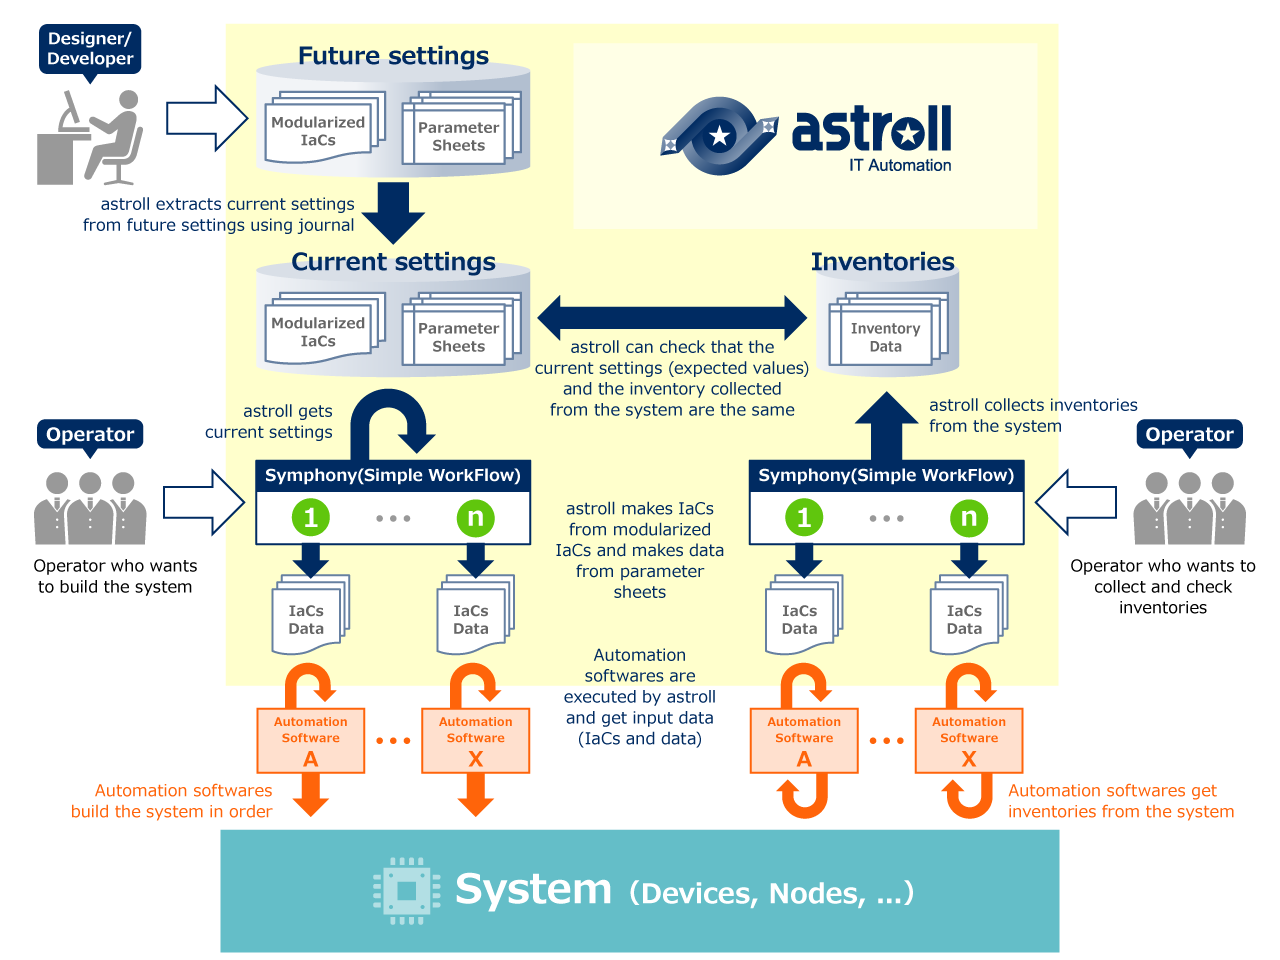 Designer/
Developer
Future settings
Modularized
IaCs
Parameter
Sheets
astroll
IT Automation
astroll extracts current settings
from future settings using journal
Current settings
Modularized
IaCs
Parameter
Sheets
Inventories
Inventory
Data
astroll can check that the
current settings (expected values)
and the inventory collected
from the system are the same
astroll gets
current settings
astroll collects inventories
from the system
Operator
Operator who wants
to build the system
Symphony(Simple WorkFlow)
1 ... n
astroll makes IaCs
from modularized
IaCs and makes data
from parameter
sheets
Symphony(Simple WorkFlow)
1 ... n
Operator
Operator who wants to
collect and check
inventories
IaCs
Data
IaCs
Data
IaCs
Data
IaCs
Data
Automation
softwares are
executed by astroll
and get input data
(IaCs and data)
Automation
Software
A
...
Automation
Software
X
Automation
Software
A
...
Automation
Software
X
Automation softwares
build the system in order
Automation softwares get
inventories from the system
System（Devices, Nodes, ...）